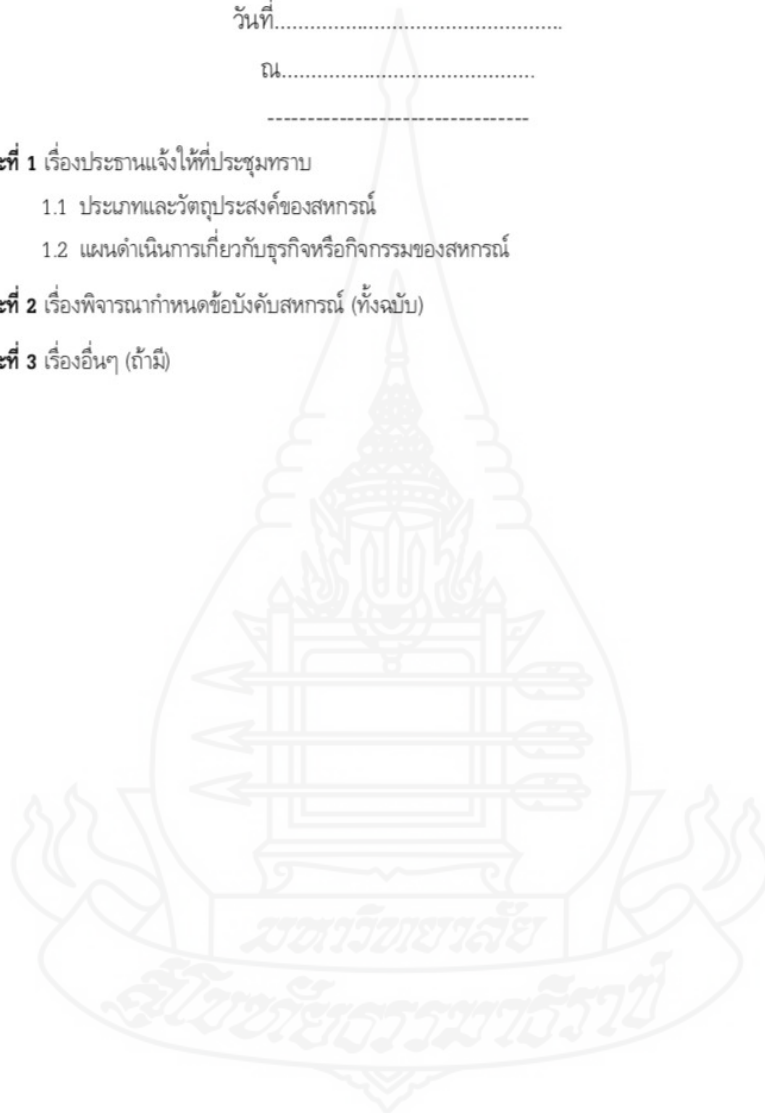 วันที่................................................
ณ..........................................
---------------------------------
ที่ 1 เรื่องประธานแจ้งให้ที่ประชุมทราบ
1.1 ประเภทและวัตถุประสงค์ของสหกรณ์
1.2 แผนดำเนินการเกี่ยวกับธุรกิจหรือกิจกรรมของสหกรณ์
ที่ 2 เรื่องพิจารณากำหนดข้อบังคับสหกรณ์ (ทั้งฉบับ)
ที่ 3 เรื่องอื่นๆ (ถ้ามี)
มหาวิทยาลัย
สุโขทัยธรรมาธิราช